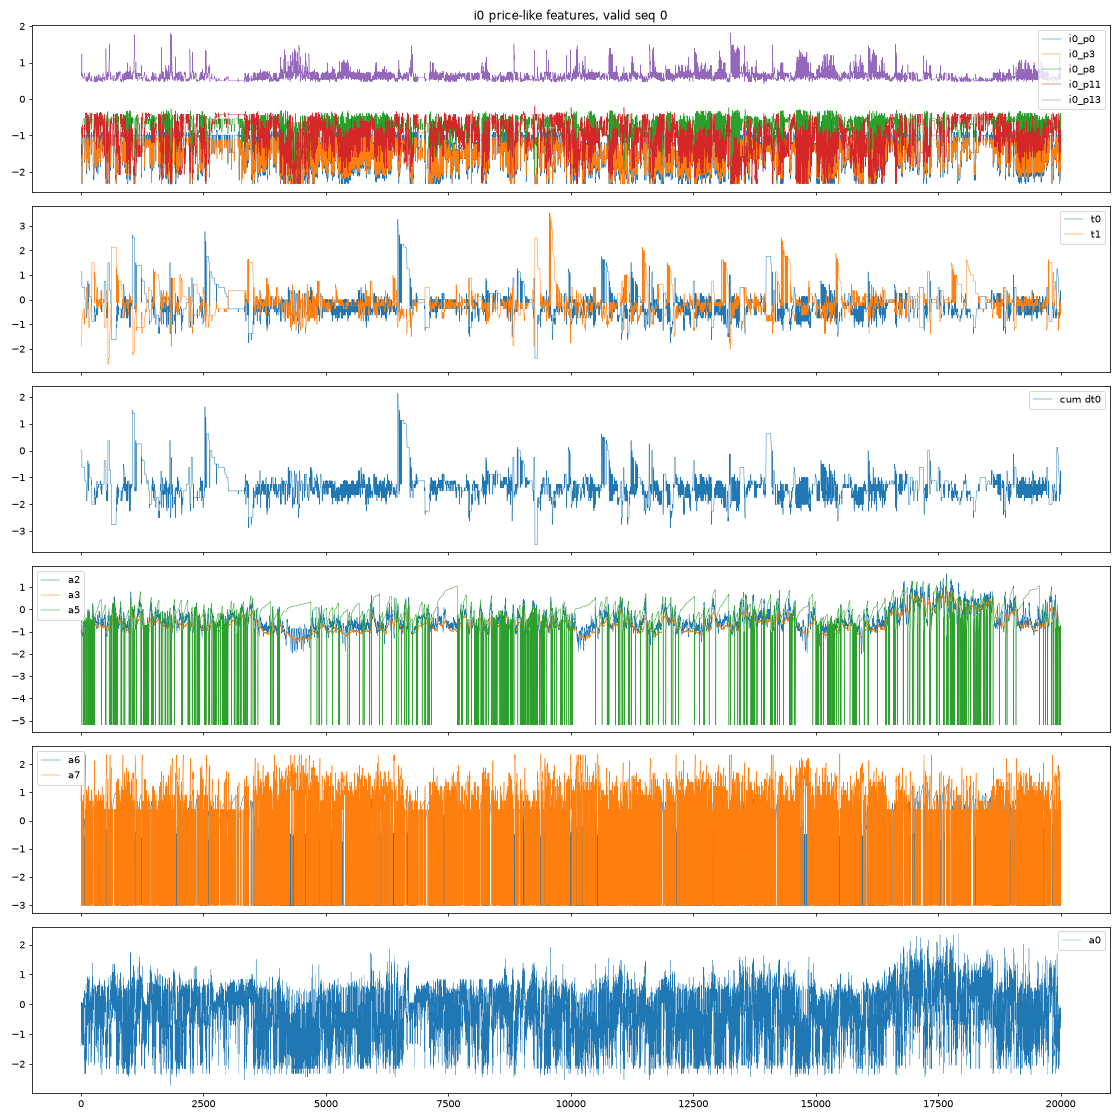 i0 price-like features, valid seq 0
2
1
0
−1
−2
i0_p0
i0_p3
i0_p8
i0_p11
i0_p13
3
2
1
0
−1
−2
t0
t1
2
1
0
−1
−2
−3
cum dt0
1
0
−1
−2
−3
−4
−5
a2
a3
a5
2
1
0
−1
−2
−3
a6
a7
2
1
0
−1
−2
a0
0 2500 5000 7500 10000 12500 15000 17500 20000